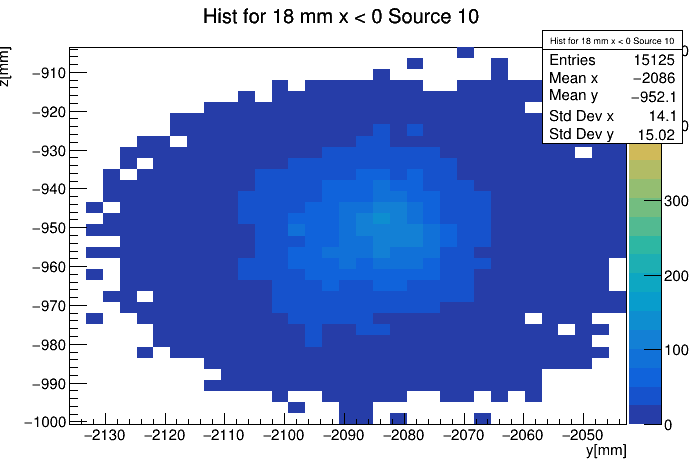 Hist for 18 mm x < 0 Source 10
Hist for 18 mm x < 0 Source 10
Entries 15125
Mean x −2086
Mean y −952.1
Std Dev x 14.1
Std Dev y 15.02
z[mm]
−910
−920
−930
−940
−950
−960
−970
−980
−990
−1000
−2130 −2120 −2110 −2100 −2090 −2080 −2070 −2060 −2050
y[mm]
300
200
100
0